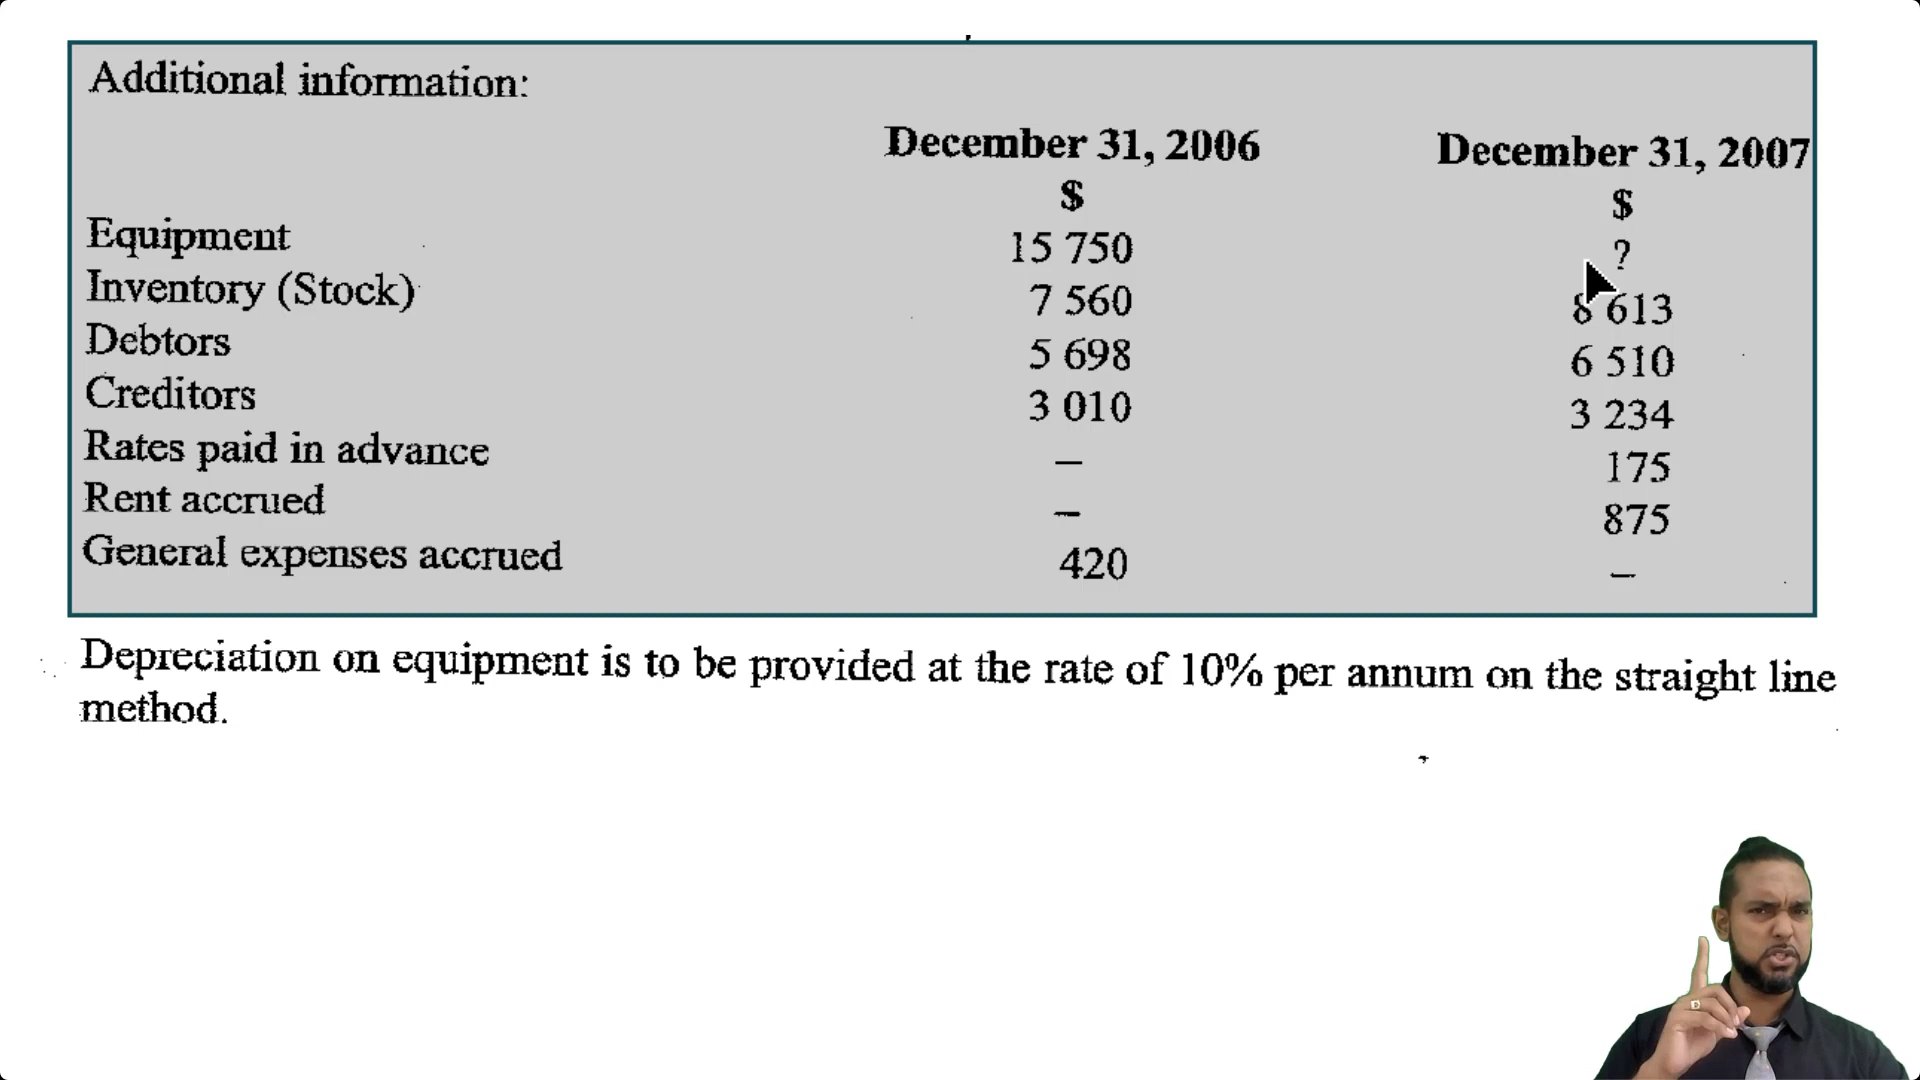 Additional information:
December 31, 2006 December 31, 2007
$ $
Equipment 15 750 ?
Inventory (Stock) 7 560 8 613
Debtors 5 698 6 510
Creditors 3 010 3 234
Rates paid in advance – 175
Rent accrued – 875
General expenses accrued 420 –
Depreciation on equipment is to be provided at the rate of 10% per annum on the straight line
method.